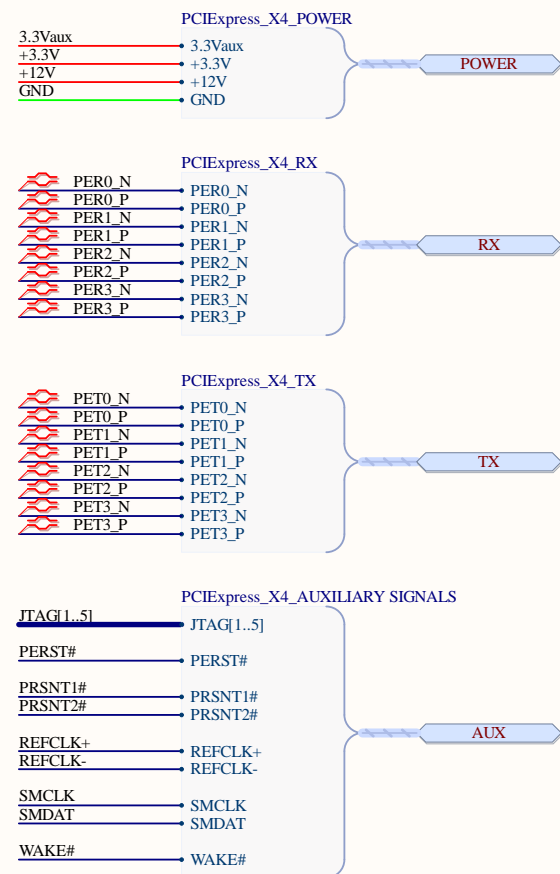 PCIExpress_X4_POWER
3.3Vaux 3.3Vaux
+3.3V +3.3V POWER
+12V +12V
GND GND
PCIExpress_X4_RX
PER0_N PER0_N
PER0_P PER0_P
PER1_N PER1_N
PER1_P PER1_P RX
PER2_N PER2_N
PER2_P PER2_P
PER3_N PER3_N
PER3_P PER3_P
PCIExpress_X4_TX
PET0_N PET0_N
PET0_P PET0_P
PET1_N PET1_N
PET1_P PET1_P TX
PET2_N PET2_N
PET2_P PET2_P
PET3_N PET3_N
PET3_P PET3_P
PCIExpress_X4_AUXILIARY SIGNALS
JTAG[1..5] JTAG[1..5]
PERST# PERST#
PRSNT1# PRSNT1#
PRSNT2# PRSNT2#
AUX
REFCLK+ REFCLK+
REFCLK- REFCLK-
SMCLK SMCLK
SMDAT SMDAT
WAKE# WAKE#